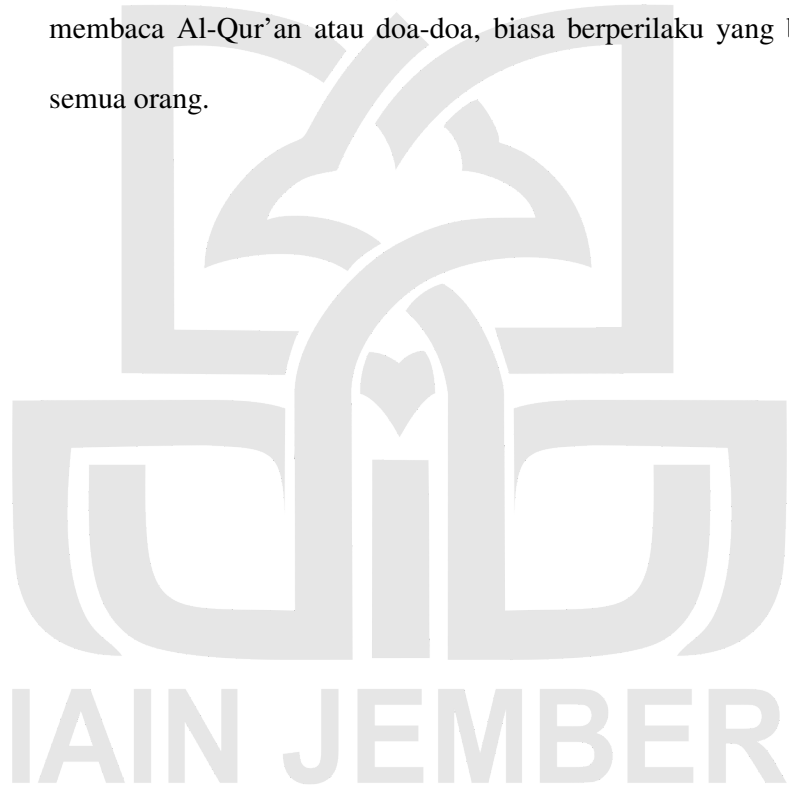 membaca Al-Qur’an atau doa-doa, biasa berperilaku yang
semua orang.
IAIN JEMBER